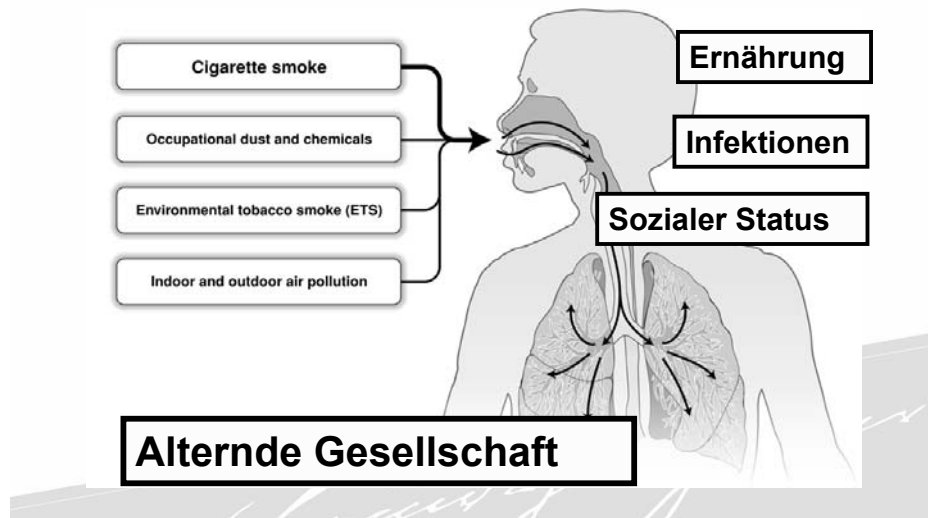 Cigarette smoke
Occupational dust and chemicals
Environmental tobacco smoke (ETS)
Indoor and outdoor air pollution
Ernährung
Infektionen
Sozialer Status
Alternde Gesellschaft